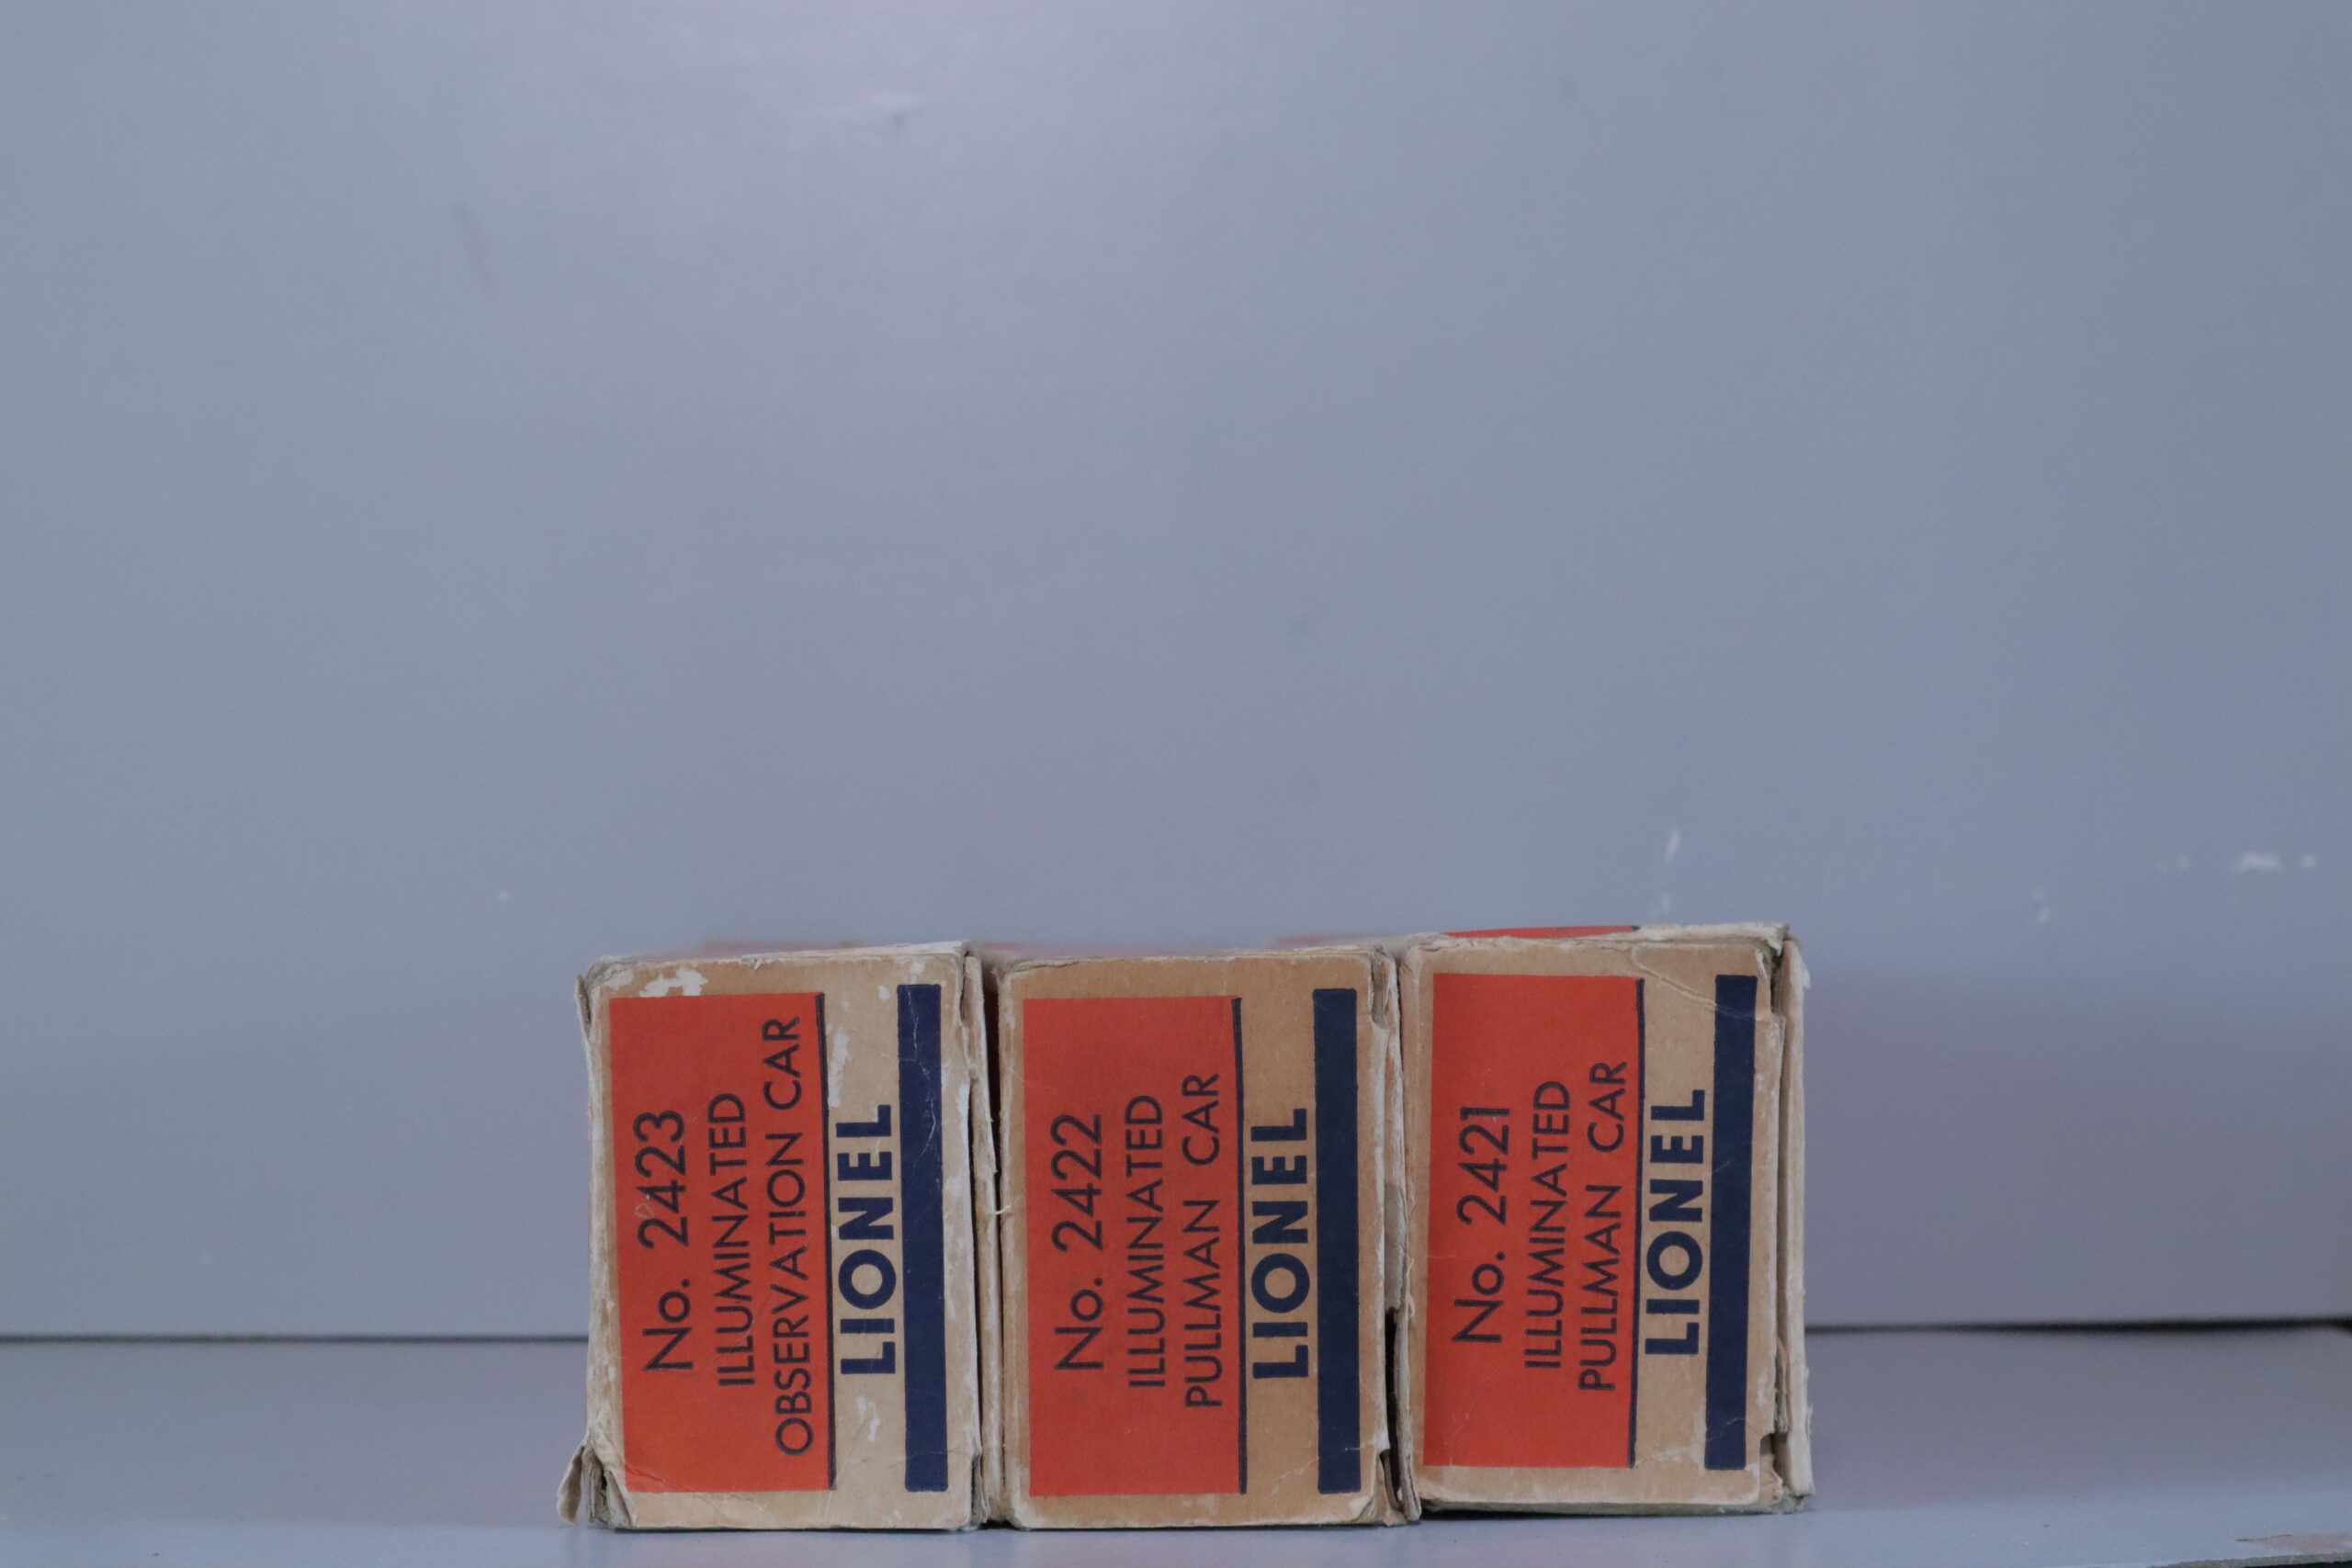 No. 2423
ILLUMINATED
OBSERVATION CAR
LIONEL
No. 2422
ILLUMINATED
PULLMAN CAR
LIONEL
No. 2421
ILLUMINATED
PULLMAN CAR
LIONEL